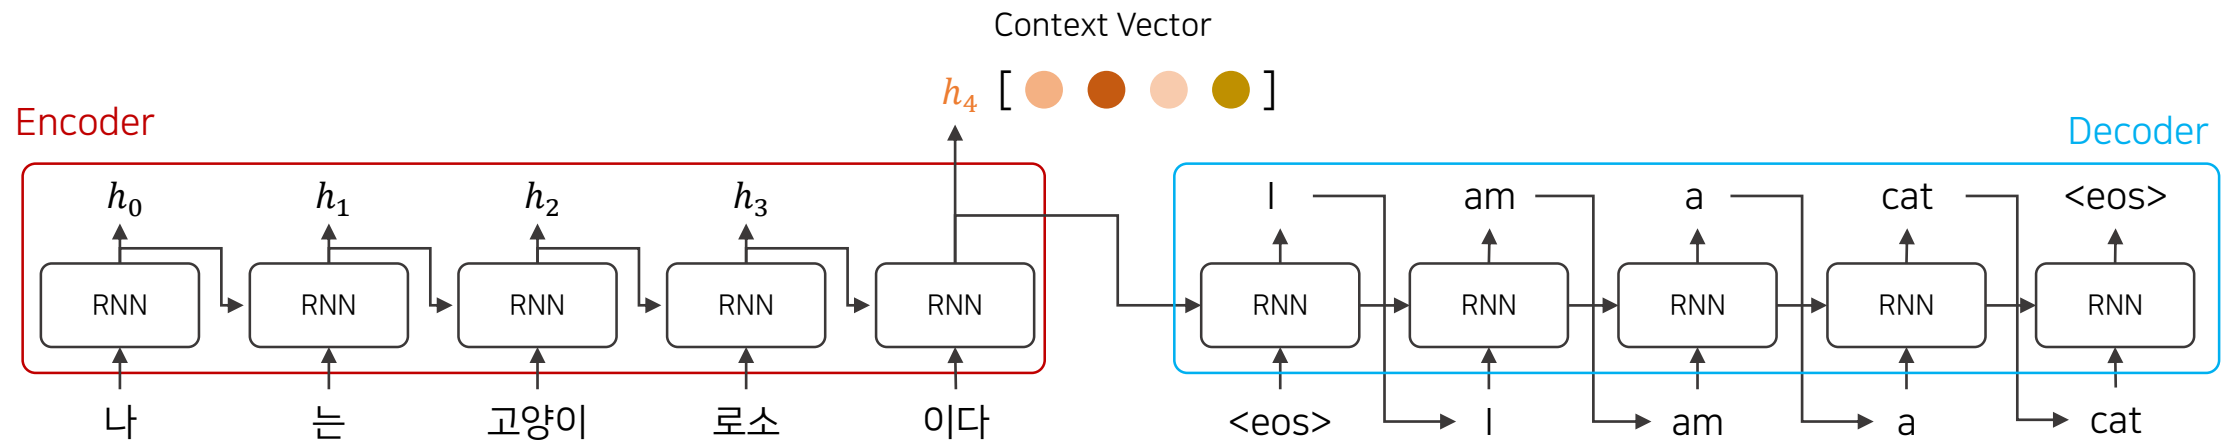 Context Vector
h4 [ ]
Encoder
Decoder
h0 h1 h2 h3
I am a cat <eos>
RNN RNN RNN RNN RNN RNN RNN RNN RNN RNN
나 는 고양이 로소 이다 <eos> I am a cat